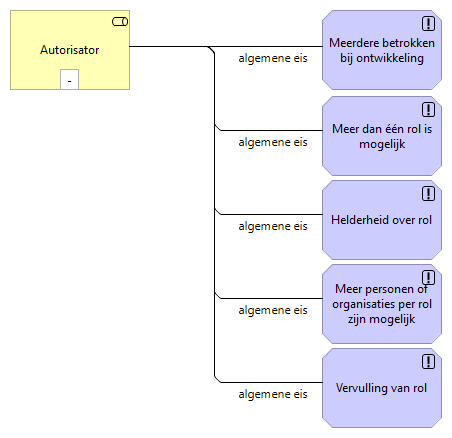 Autorisator
-
Meerdere betrokken
bij ontwikkeling
algemene eis
Meer dan één rol is
mogelijk
algemene eis
Helderheid over rol
algemene eis
Meer personen of
organisaties per rol
zijn mogelijk
algemene eis
Vervulling van rol
algemene eis